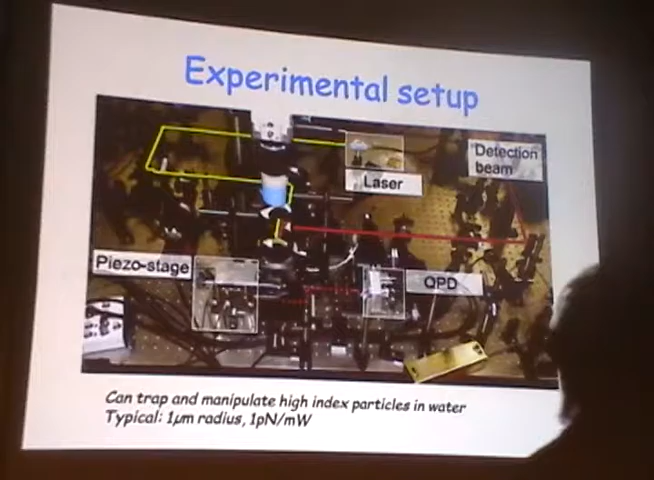 Experimental setup
Detection
beam
Laser
Piezo-stage
QPD
Can trap and manipulate high index particles in water
Typical: 1μm radius, 1pN/mW